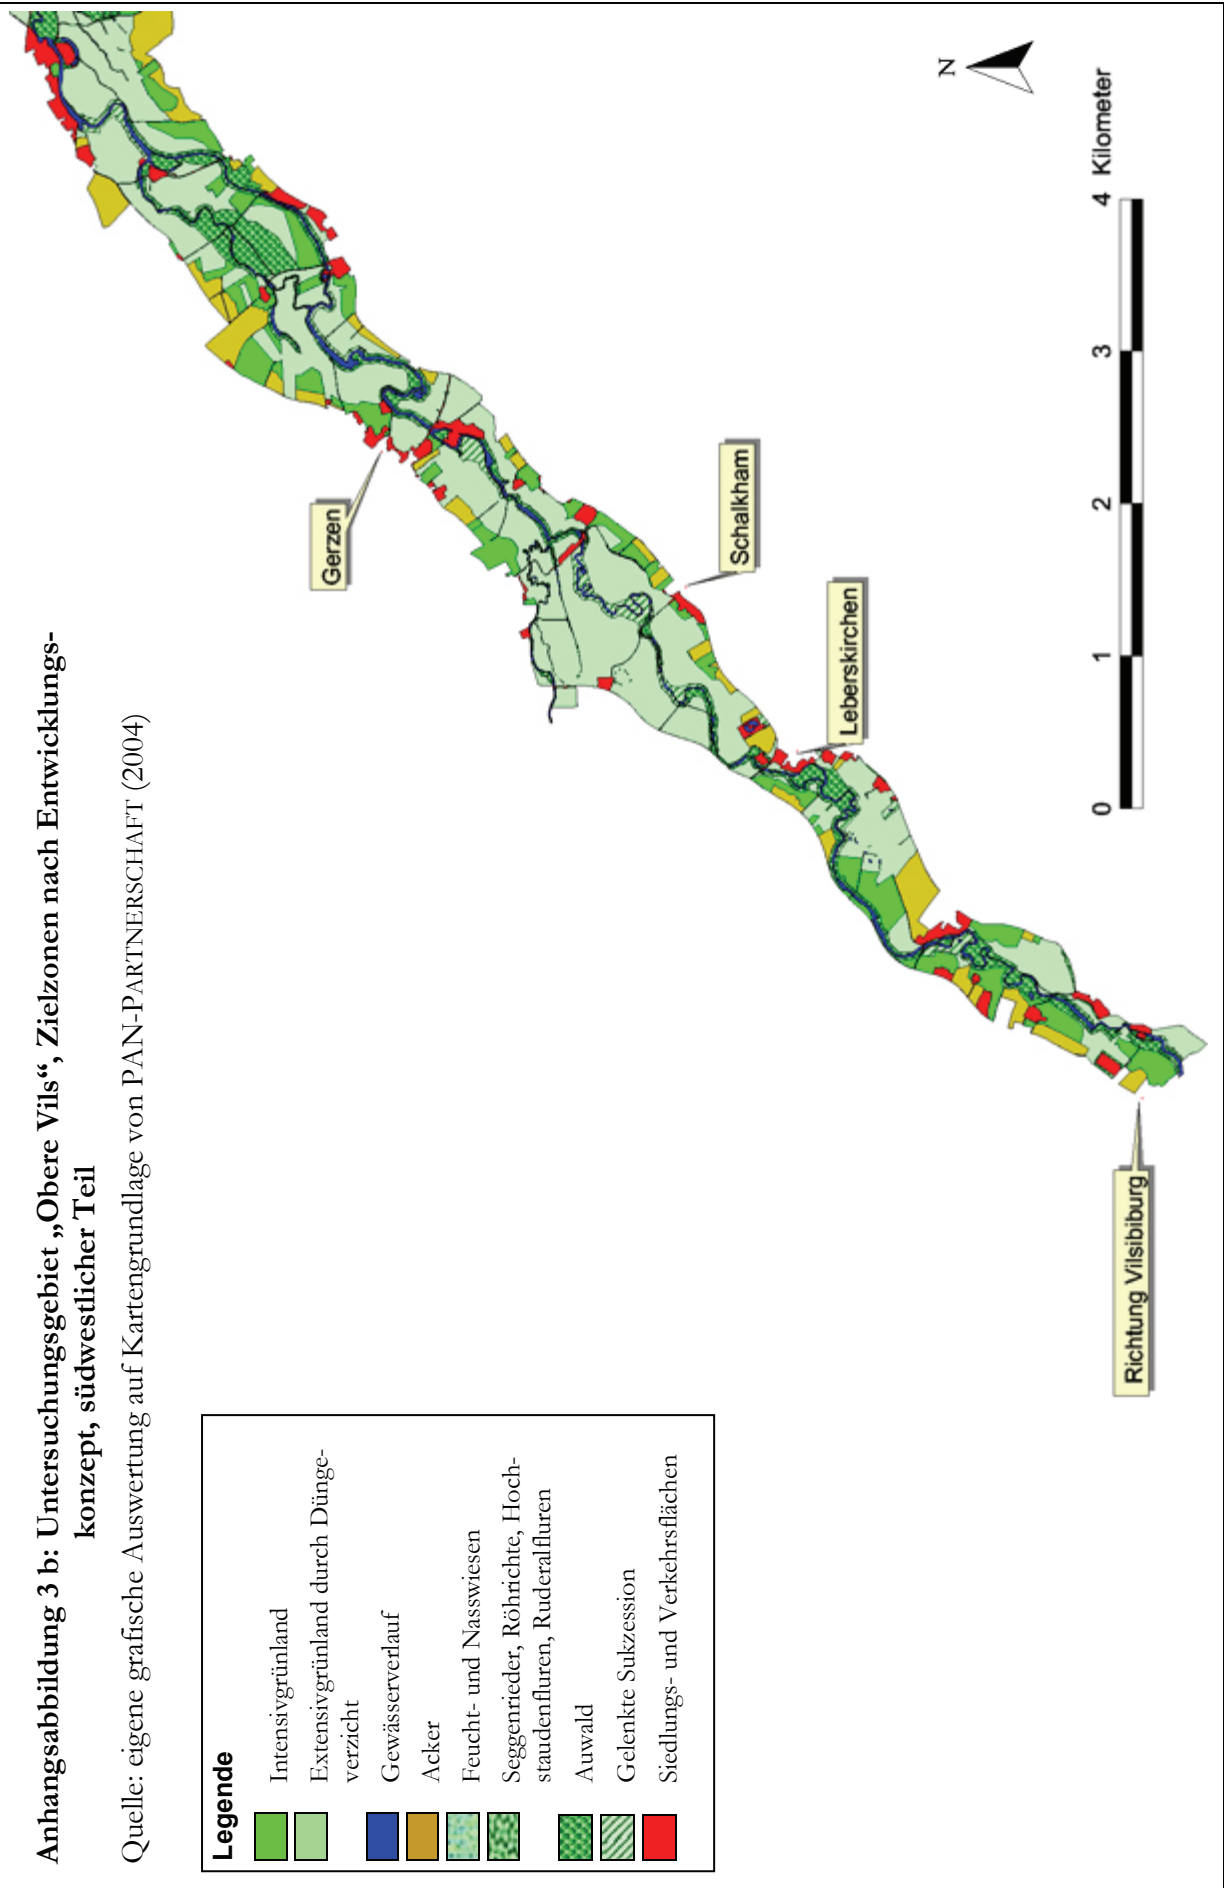 Anhangsabbildung 3 b: Untersuchungsgebiet „Obere Vils“, Zielzonen nach Entwicklungs-
konzept, südwestlicher Teil
Quelle: eigene grafische Auswertung auf Kartengrundlage von PAN-PARTNERSCHAFT (2004)
Legende
Intensivgrünland
Extensivgrünland durch Dünge-
verzicht
Gewässerverlauf
Acker
Feucht- und Nasswiesen
Seggenrieder, Röhrichte, Hoch-
staudenfluren, Ruderalfluren
Auwald
Gelenkte Sukzession
Siedlungs- und Verkehrsflächen
Gerzen
Schalkham
Leberskirchen
Richtung Vilsibiburg
N
0 1 2 3 4 Kilometer